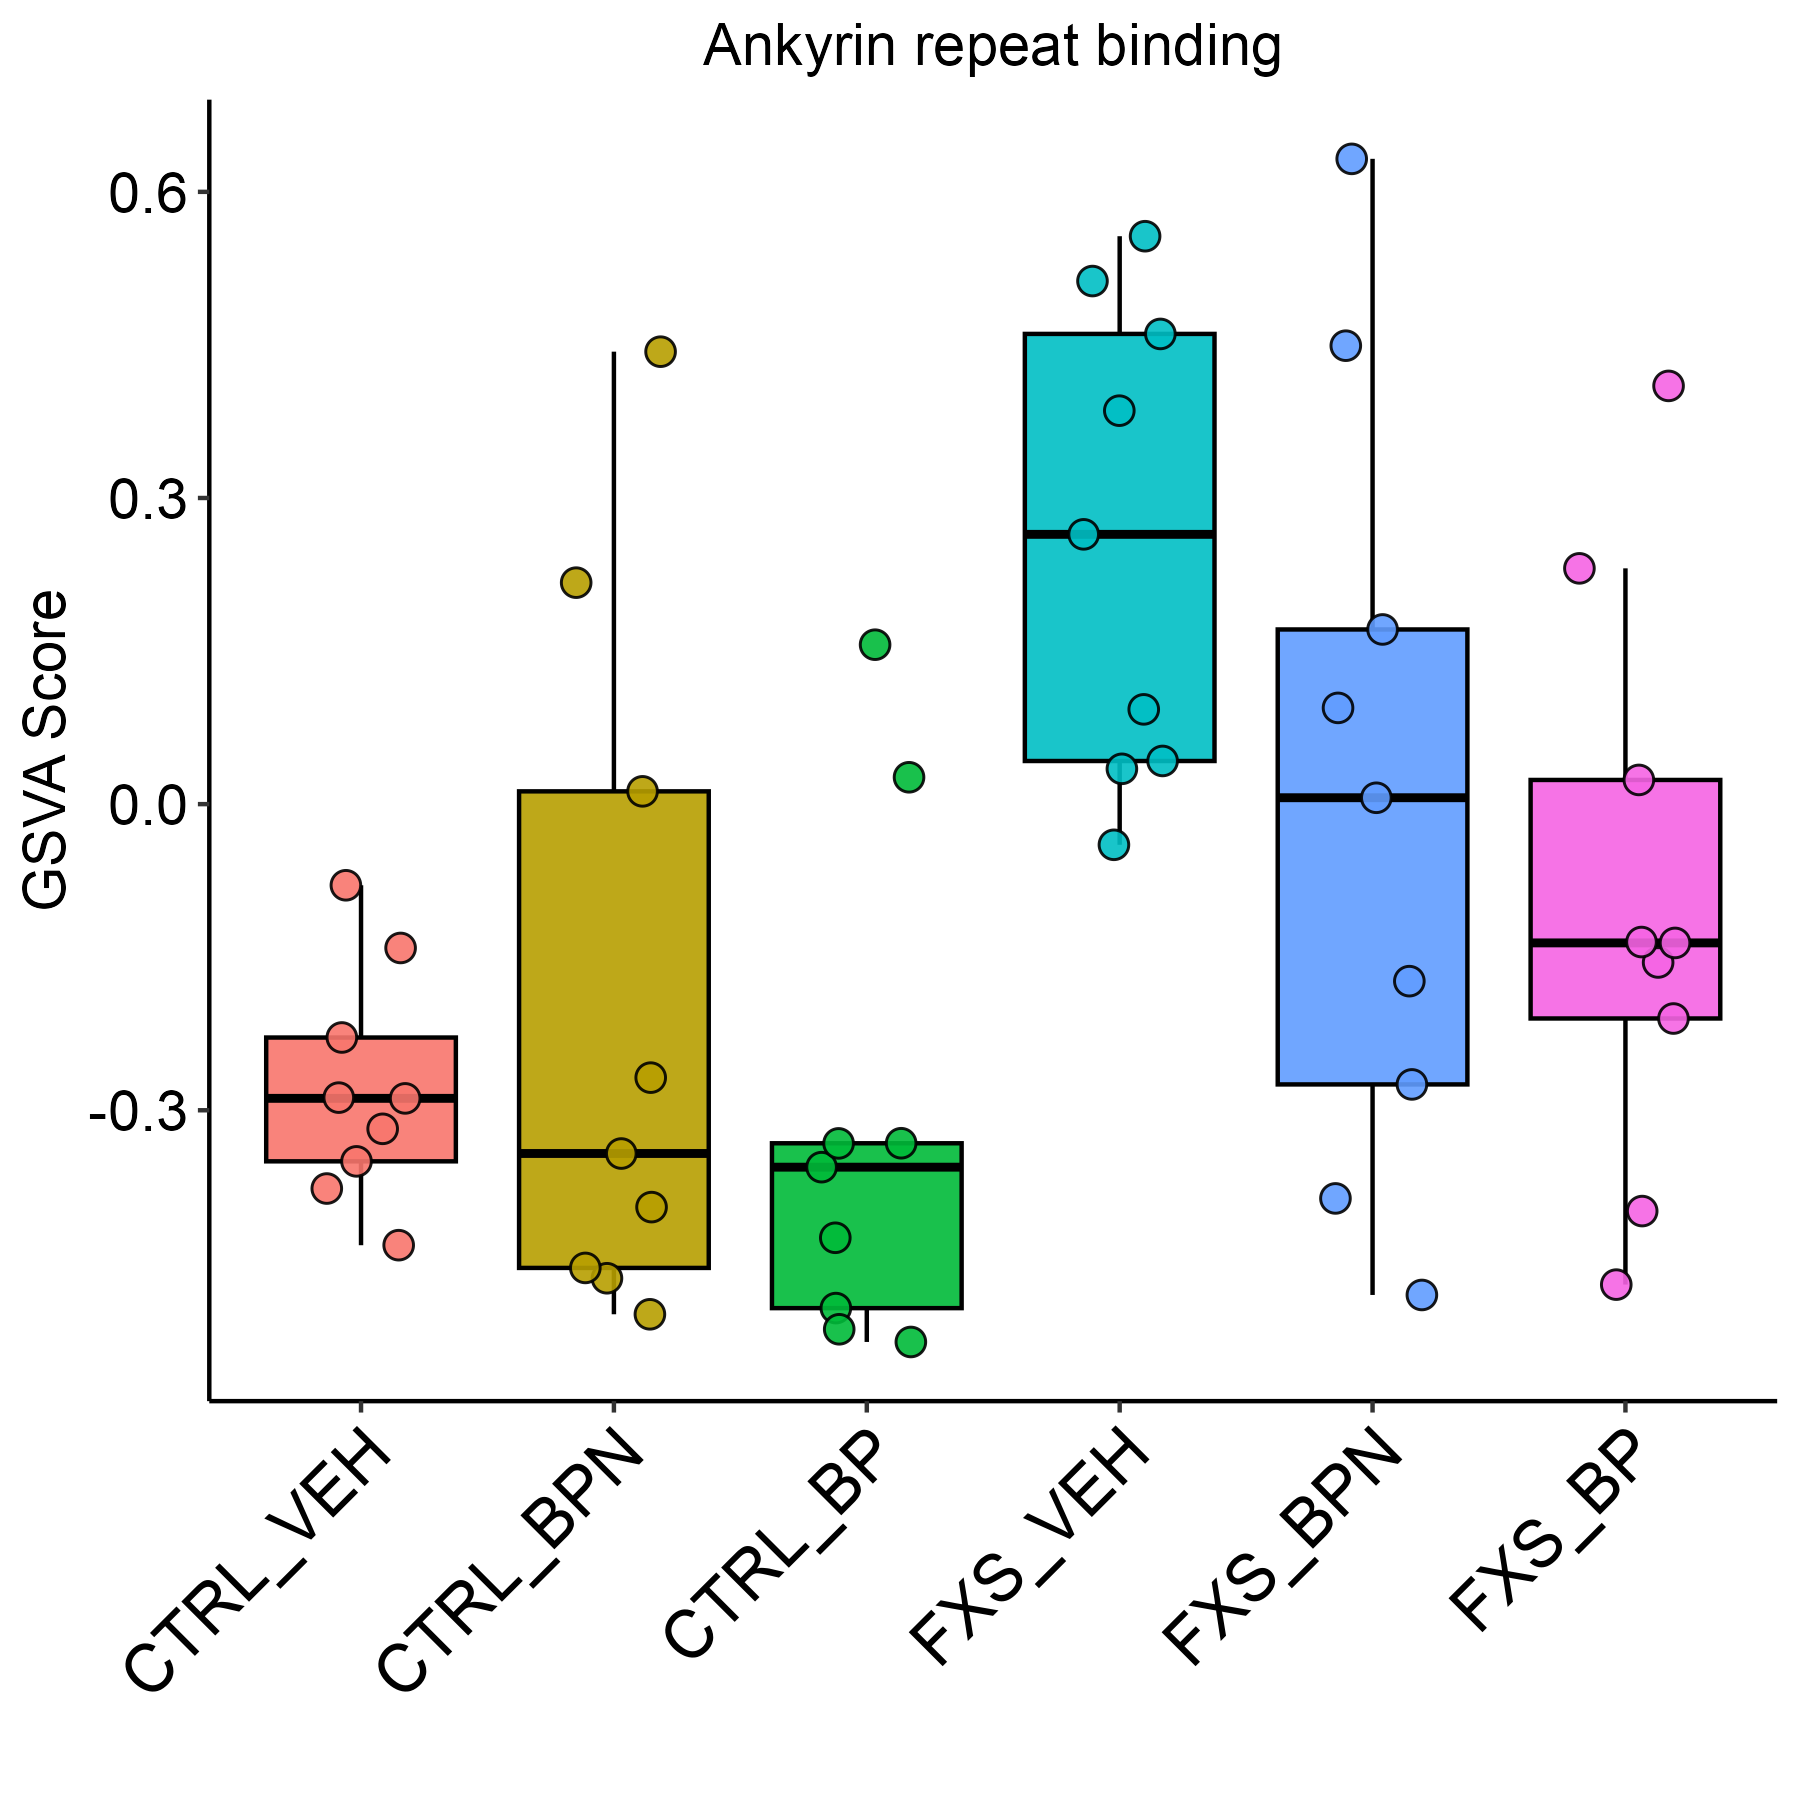 Ankyrin repeat binding
GSVA Score
0.6
0.3
0.0
-0.3
CTRL_VEH
CTRL_BPN
CTRL_BP
FXS_VEH
FXS_BPN
FXS_BP